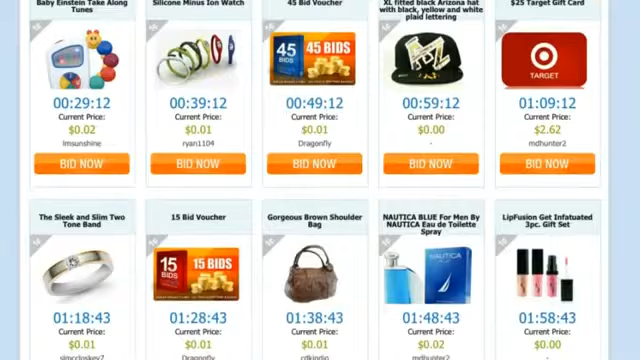 Baby Einstein Take Along
Tunes
Silicone Minus Ion Watch
45 Bid Voucher
XL fitted black Arizona hat
with black, yellow and white
plaid lettering
$25 Target Gift Card
45
BIDS
45 BIDS
TARGET
00:29:12
00:39:12
00:49:12
00:59:12
01:09:12
Current Price:
Current Price:
Current Price:
Current Price:
Current Price:
$0.02
$0.01
$0.01
$0.00
$2.62
lmsunshine
ryan1104
Dragonfly
-
mdhunter2
BID NOW
BID NOW
BID NOW
BID NOW
BID NOW
The Sleek and Slim Two
Tone Band
15 Bid Voucher
Gorgeous Brown Shoulder
Bag
NAUTICA BLUE For Men By
NAUTICA Eau de Toilette
Spray
LipFusion Get Infatuated
3pc. Gift Set
15
BIDS
15 BIDS
NAUTICA
01:18:43
01:28:43
01:38:43
01:48:43
01:58:43
Current Price:
Current Price:
Current Price:
Current Price:
Current Price:
$0.01
$0.01
$0.01
$0.02
$0.00
simccloskey7
Dragonfly
cdkindig
mdhunter2
-